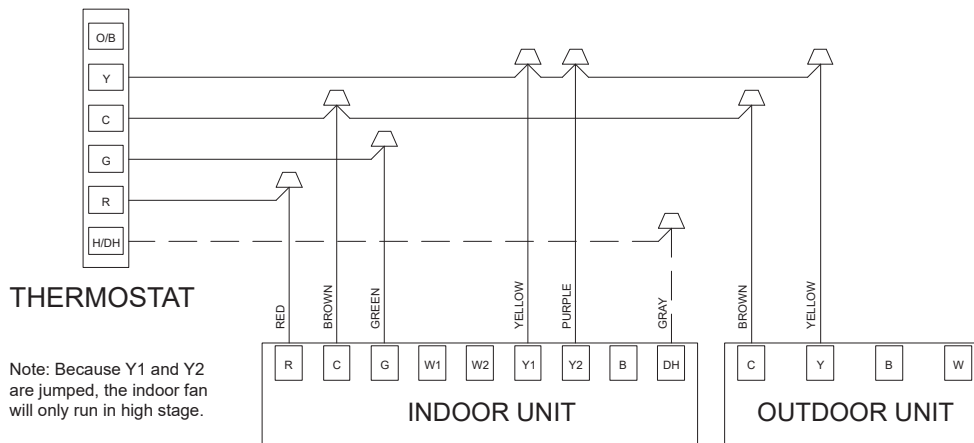 O/B
Y
C
G
R
H/DH
THERMOSTAT
Note: Because Y1 and Y2
are jumped, the indoor fan
will only run in high stage.
RED
BROWN
GREEN
YELLOW
PURPLE
GRAY
BROWN
YELLOW
R C G W1 W2 Y1 Y2 B DH
INDOOR UNIT
C Y B W
OUTDOOR UNIT